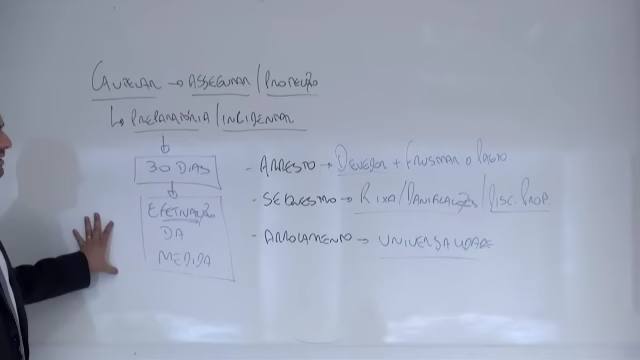 CAUTELAR → ASSEGURAR / PROTEÇÃO
↳ PREPARATÓRIA / INCIDENTAL
30 DIAS
EFETIVAÇÃO
DA
MEDIDA
- ARRESTO → DEVEDOR + FRUSTRAR O PAGTO
- SEQUESTRO → RIXA / DANIFICAÇÃO / DISC. PROP.
- ARROLAMENTO → UNIVERSALIDADE